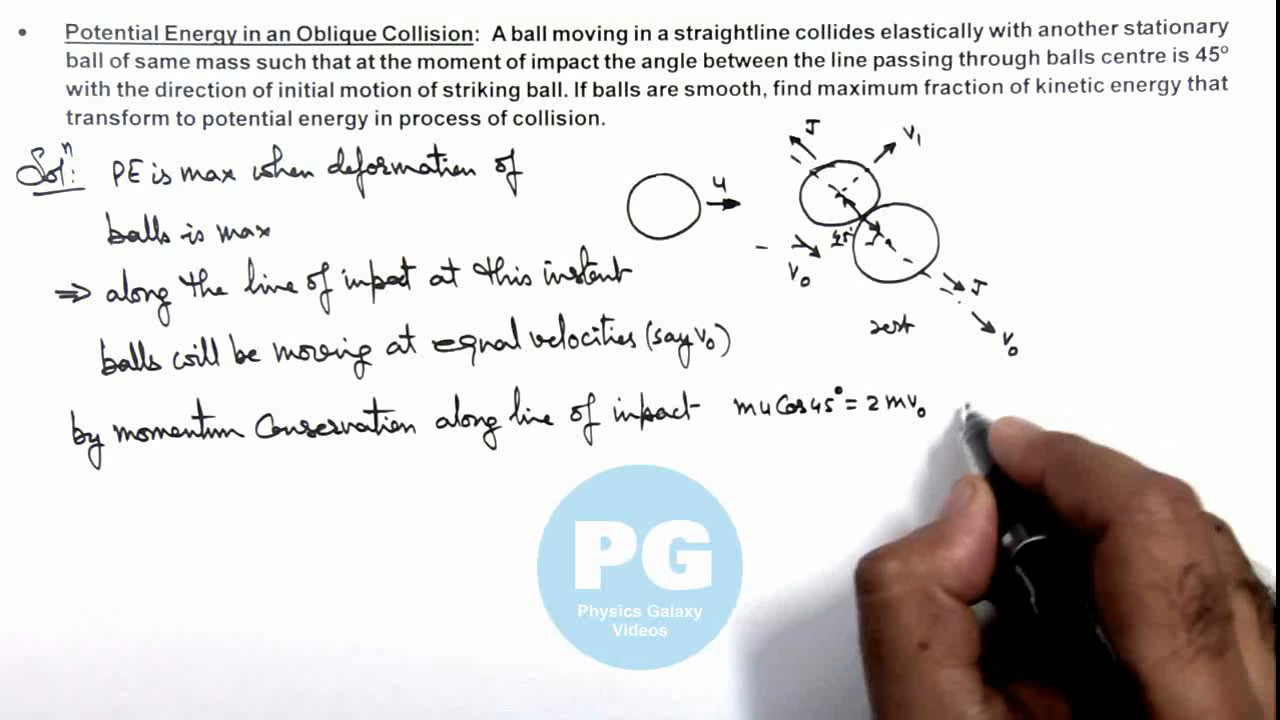 • Potential Energy in an Oblique Collision: A ball moving in a straightline collides elastically with another stationary
ball of same mass such that at the moment of impact the angle between the line passing through balls centre is 45°
with the direction of initial motion of striking ball. If balls are smooth, find maximum fraction of kinetic energy that
transform to potential energy in process of collision.
Solⁿ: PE is max when deformation of
balls is max
⇒ along the line of impact at this instant
balls will be moving at equal velocities (say v₀)
by momentum Conservation along line of impact mu Cos 45° = 2 mv₀
u
J
v₁
45°
v₀
J
rest
v₀
PG
Physics Galaxy
Videos